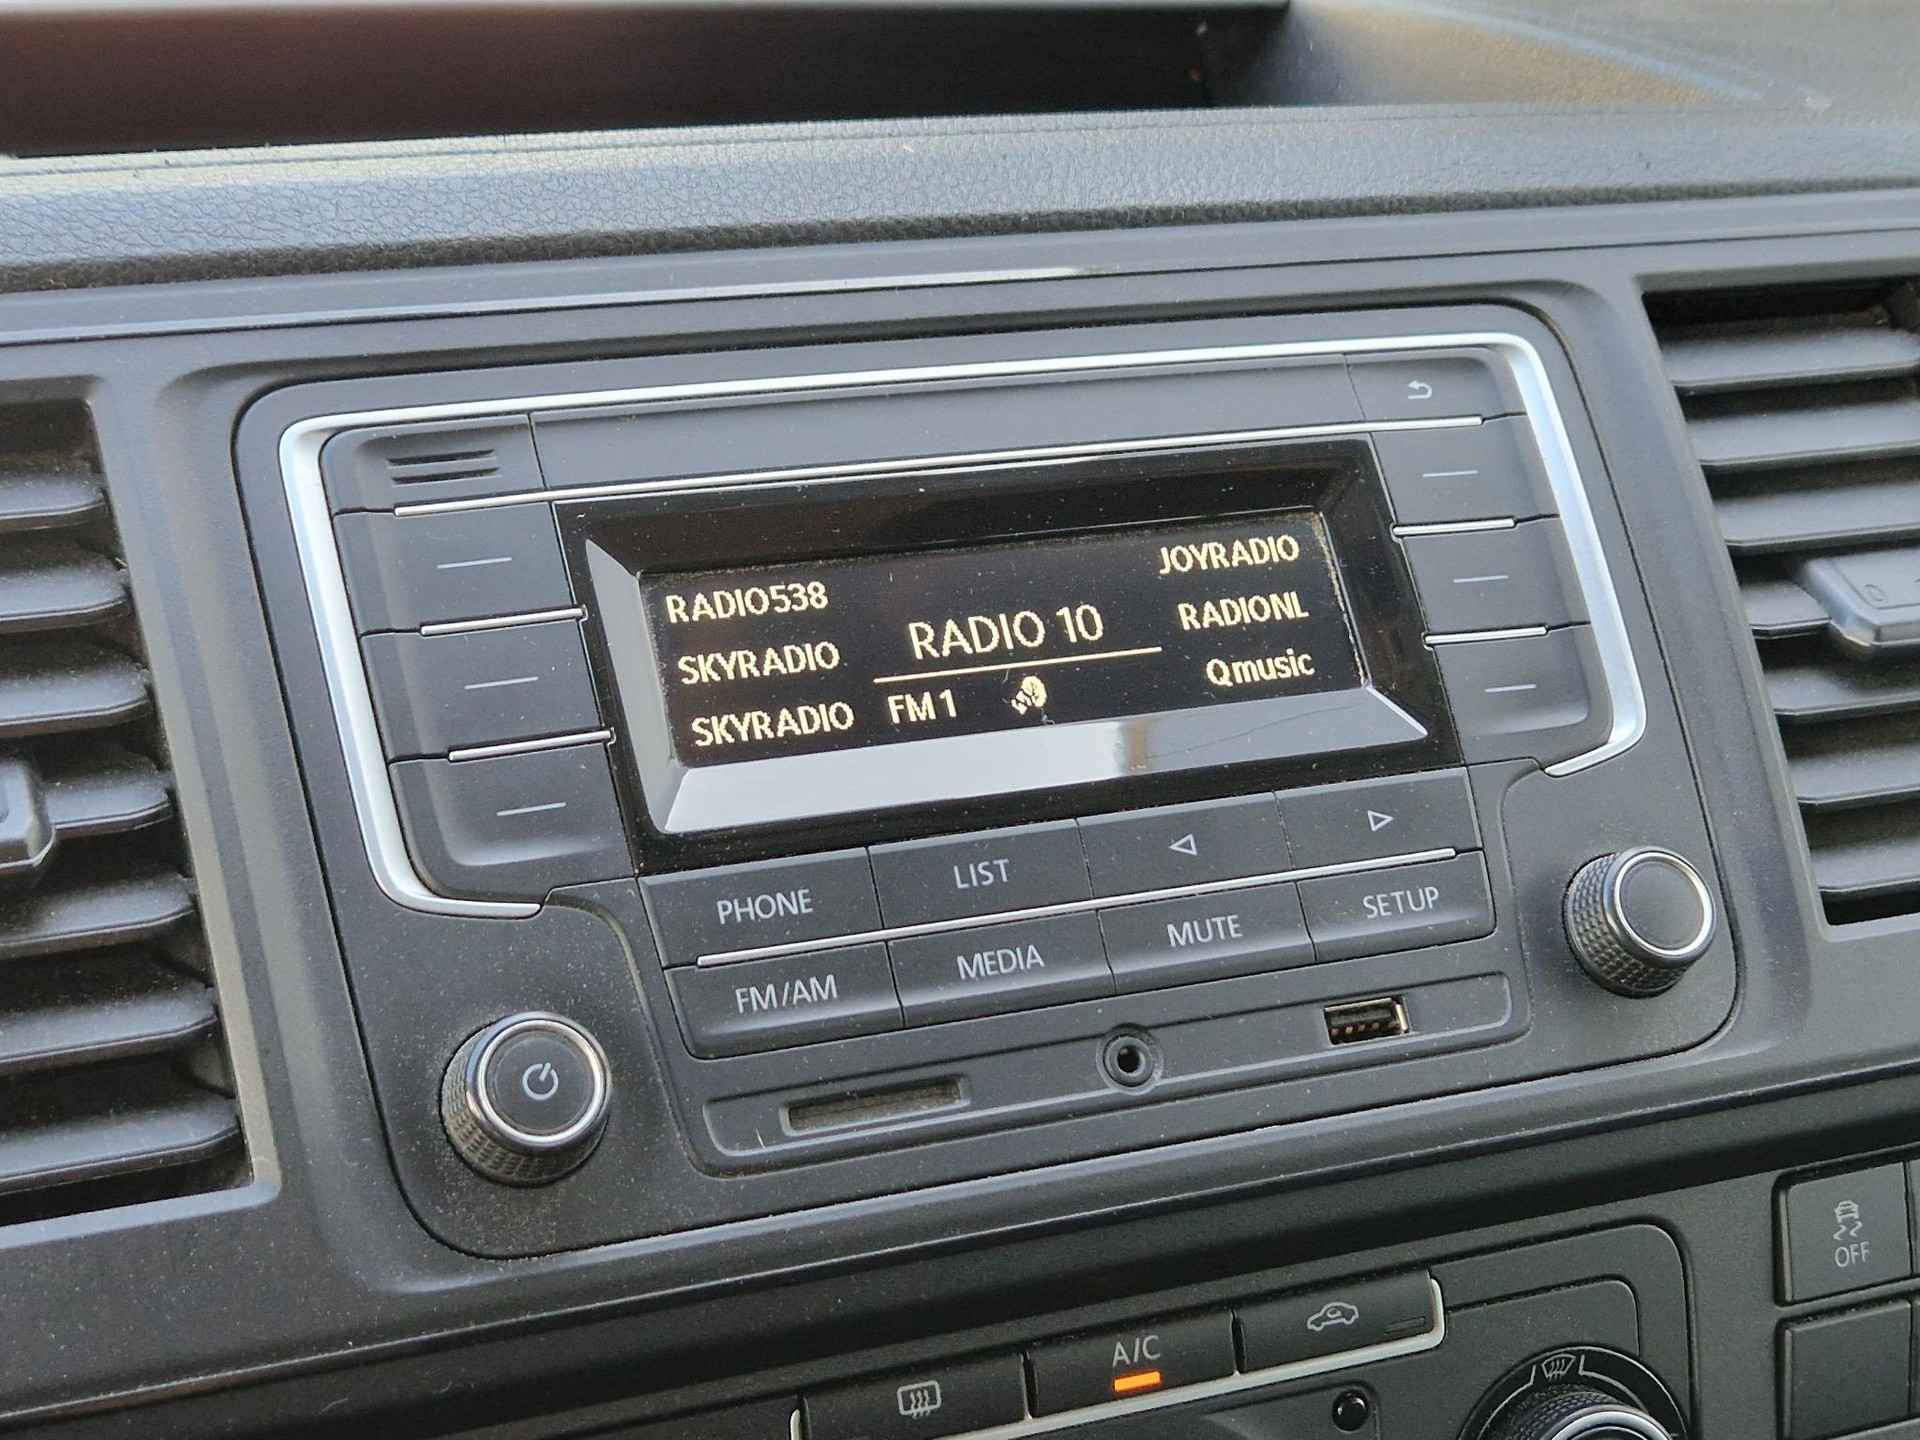 RADIO538
SKYRADIO
SKYRADIO
RADIO 10
FM1
JOYRADIO
RADIONL
Qmusic
PHONE
LIST
FM/AM
MEDIA
MUTE
SETUP
OFF
A/C